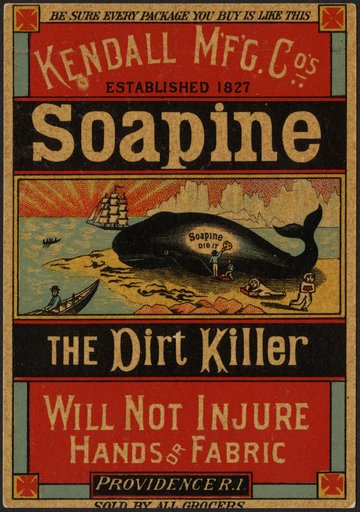 BE SURE EVERY PACKAGE YOU BUY IS LIKE THIS
KENDALL M'F'G. CO'S
ESTABLISHED 1827
Soapine
Soapine
DID IT
THE Dirt Killer
WILL NOT INJURE
HANDS OR FABRIC
PROVIDENCE R.I.
SOLD BY ALL GROCERS